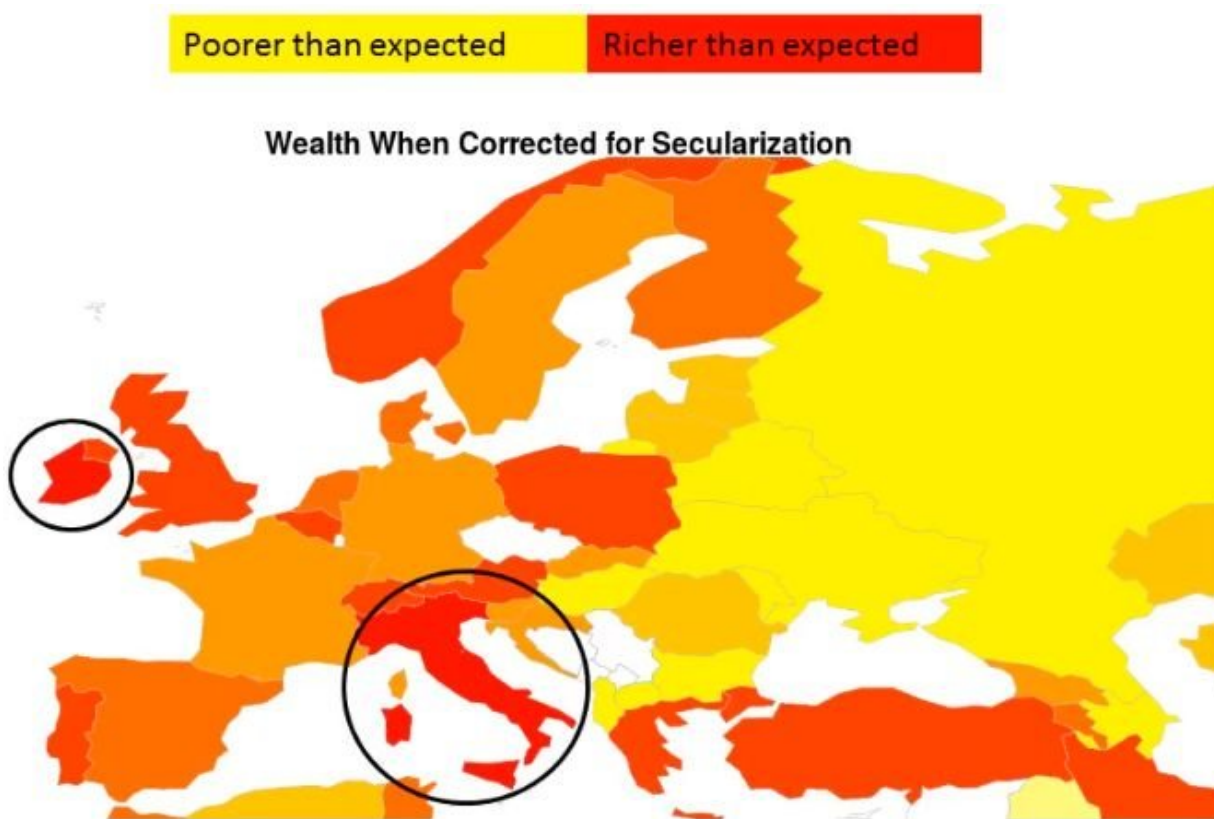 Poorer than expected Richer than expected
Wealth When Corrected for Secularization